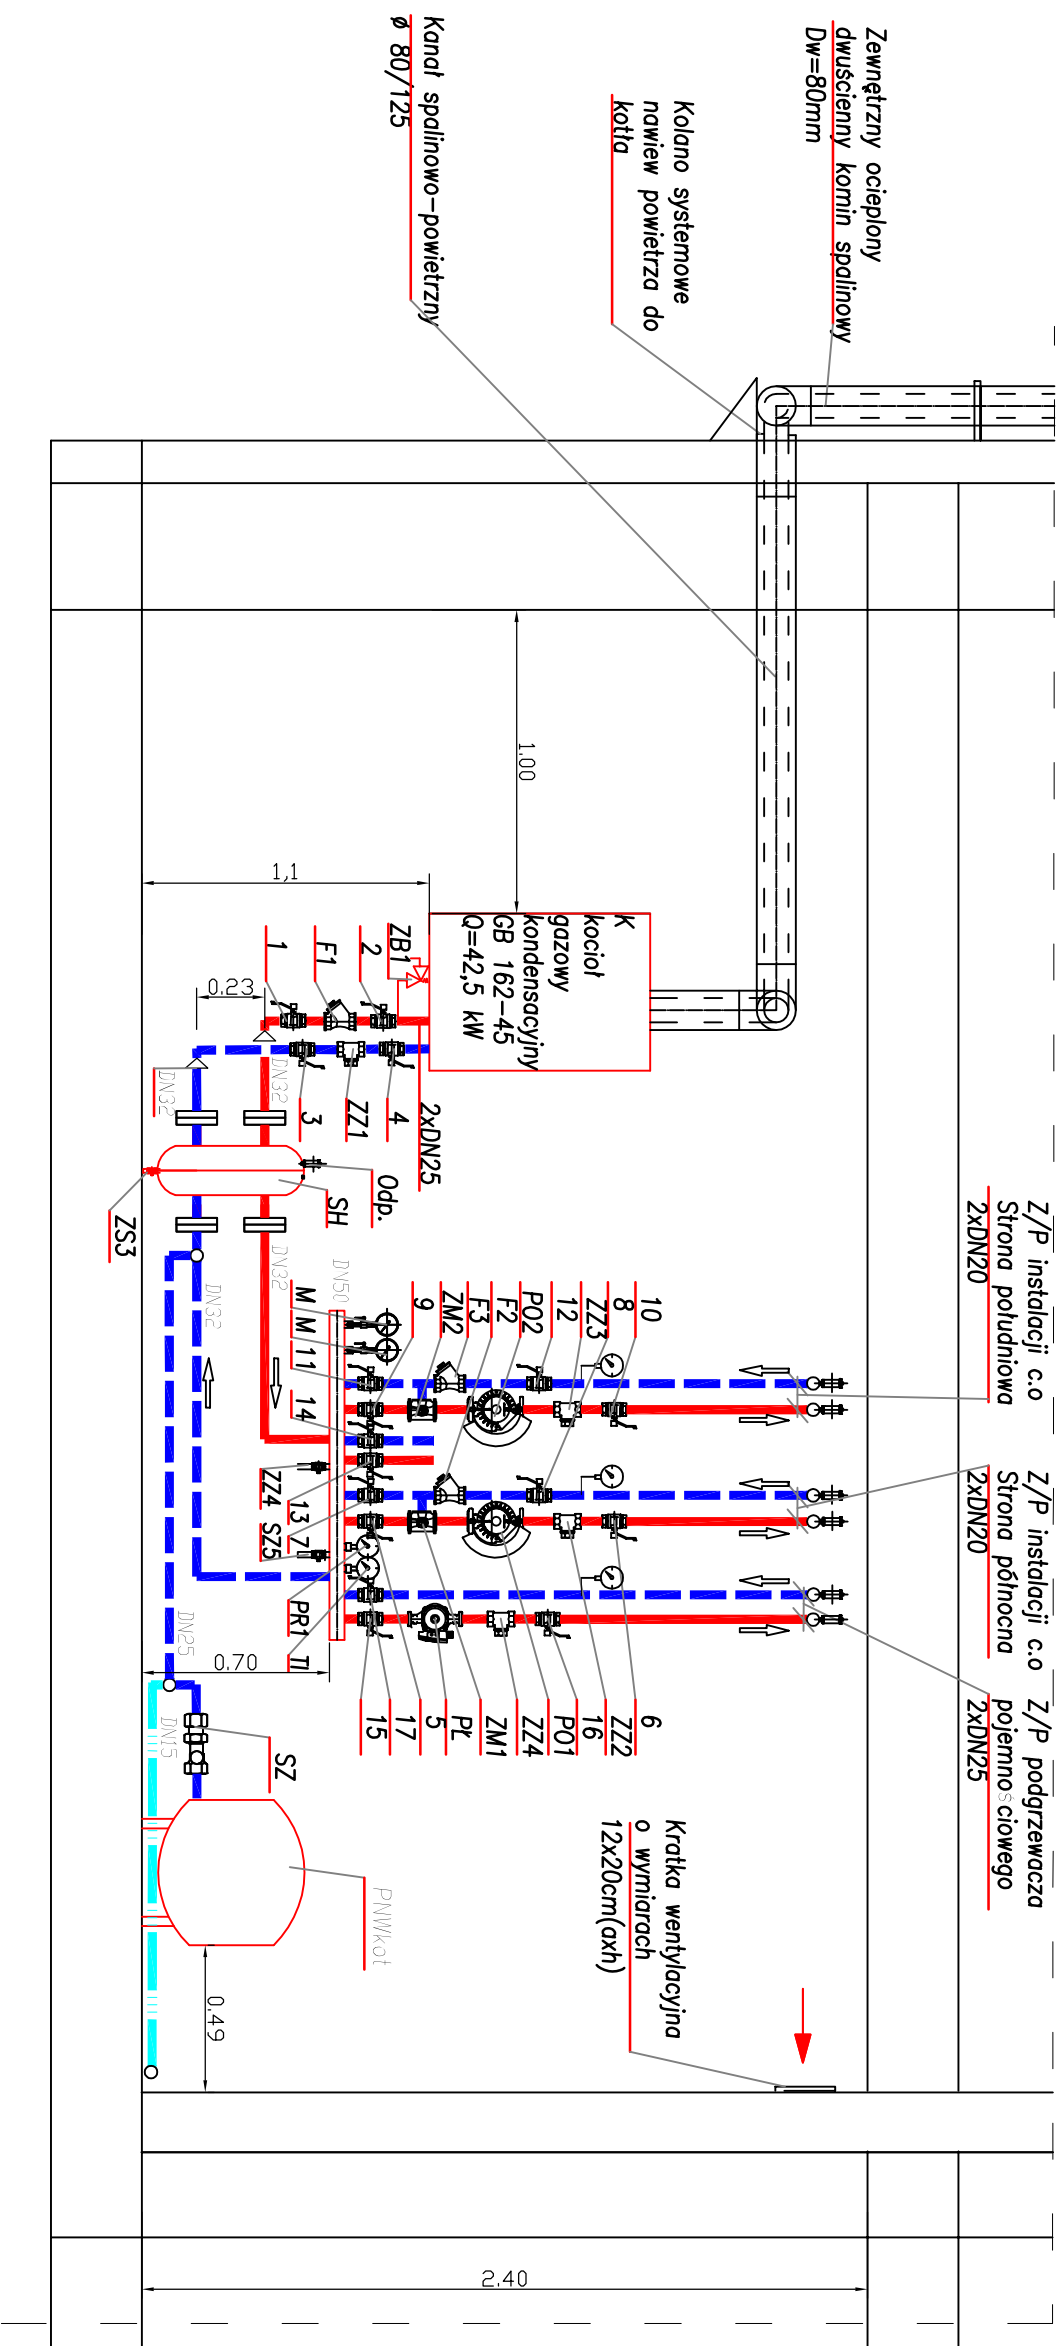 Zewnętrzny ocieplony
dwuścienny komin spalinowy
Dw=80mm
Kolano systemowe
nawiew powietrza do
kotła
Kanał spalinowo-powietrzny
ø 80/125
1.00
1,1
K
kocioł
gazowy
kondensacyjny
GB 162-45
Q=42,5 kW
ZB1
2
F1
1
0.23
2xDN25
4
ZZ1
3
DN32
DN32
Odp.
SH
ZS3
DN32
DN32
DN50
Z/P instalacji c.o
Strona południowa
2xDN20
Z/P instalacji c.o
Strona północna
2xDN20
Z/P podgrzewacza
pojemnościowego
2xDN25
10
8
ZZ3
12
PO2
F2
F3
ZM2
9
M
M
11
14
ZZ4
13
7
SZ5
PR1
TI
6
ZZ2
16
PO1
ZZ4
ZM1
PŁ
5
17
15
0.70
DN25
DN15
SZ
PNWkot
0.49
Kratka wentylacyjna
o wymiarach
12x20cm(axh)
2.40